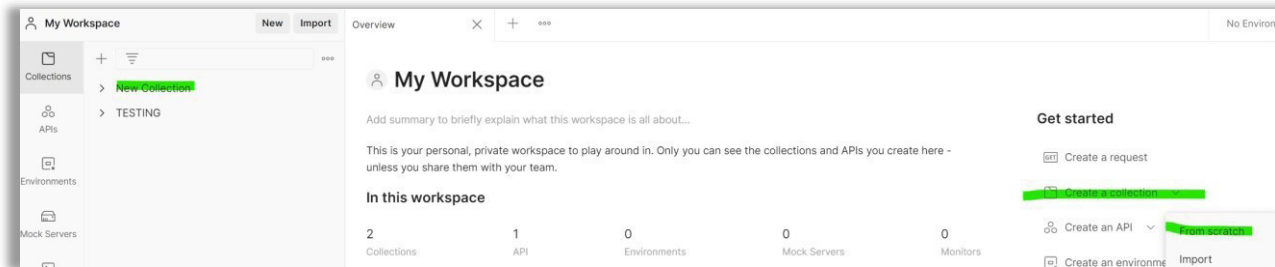 My Workspace
New
Import
Overview
No Environ
Collections
New Collection
TESTING
APIs
Environments
Mock Servers
My Workspace
Add summary to briefly explain what this workspace is all about...
This is your personal, private workspace to play around in. Only you can see the collections and APIs you create here -
unless you share them with your team.
In this workspace
2
Collections
1
API
0
Environments
0
Mock Servers
0
Monitors
Get started
GET Create a request
Create a collection
Create an API
Create an environme
From scratch
Import